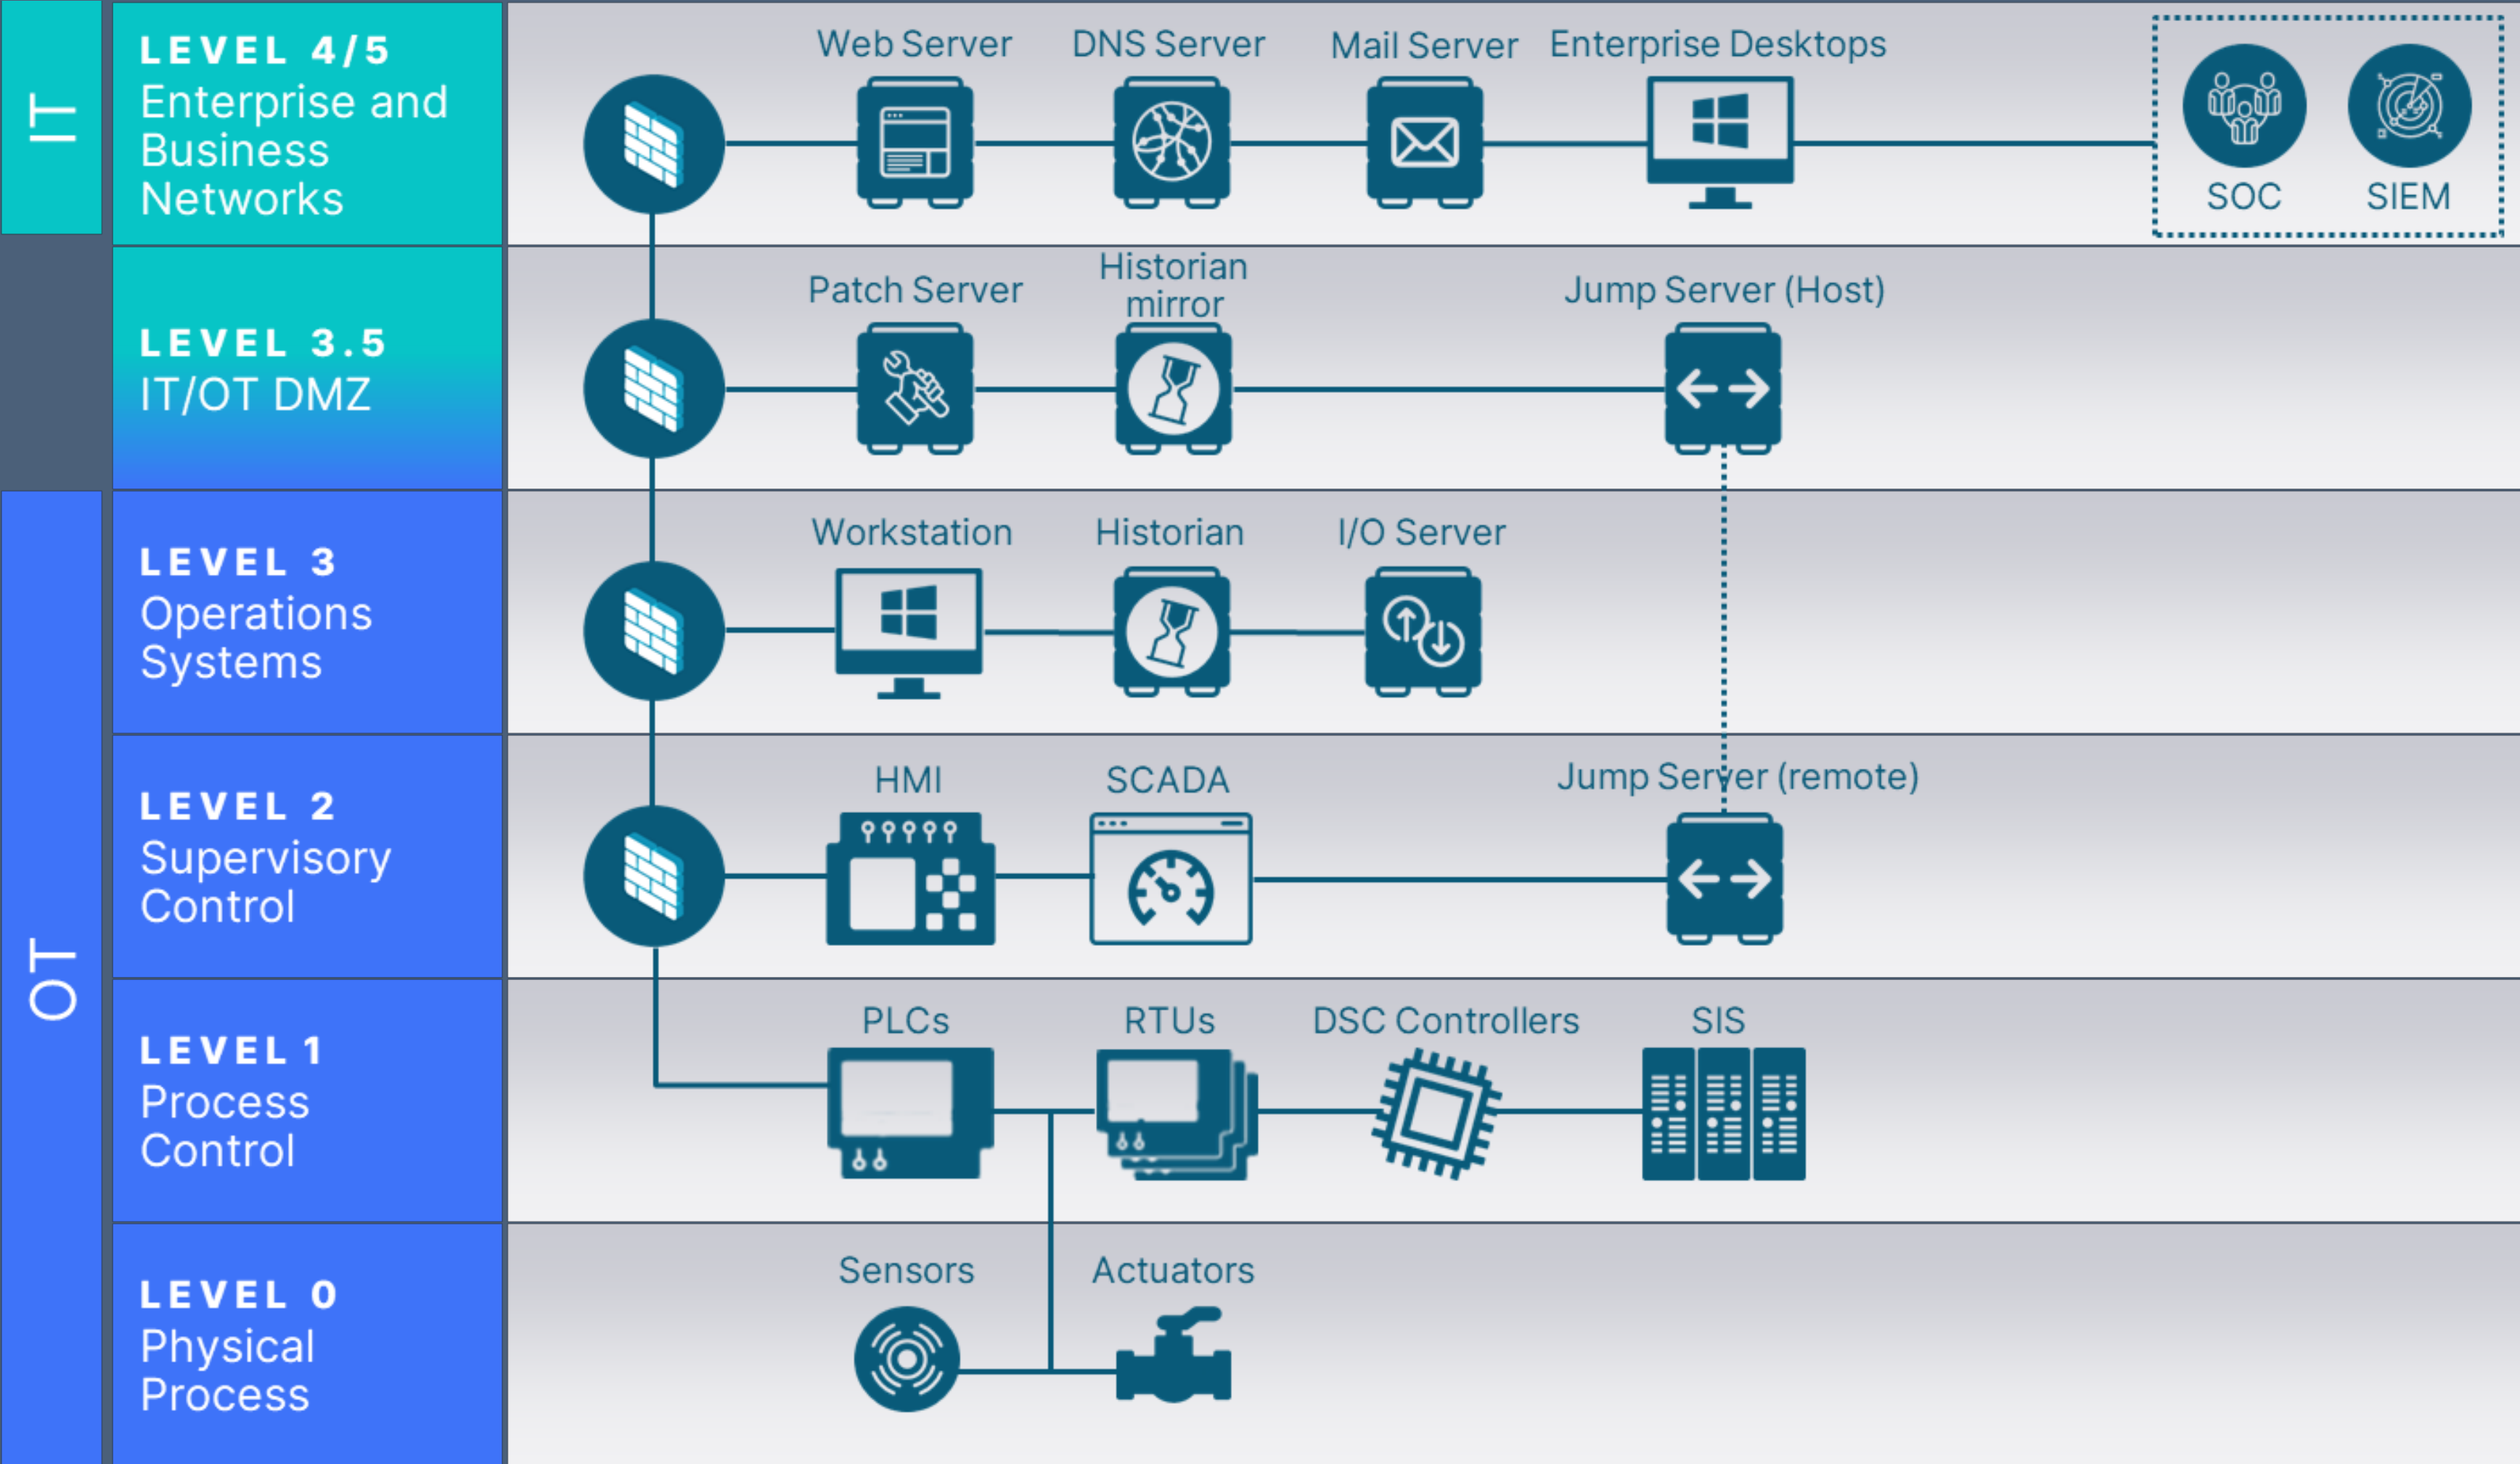 IT
LEVEL 4/5
Enterprise and
Business
Networks
Web Server
DNS Server
Mail Server
Enterprise Desktops
SOC
SIEM
LEVEL 3.5
IT/OT DMZ
Patch Server
Historian
mirror
Jump Server (Host)
OT
LEVEL 3
Operations
Systems
Workstation
Historian
I/O Server
LEVEL 2
Supervisory
Control
HMI
SCADA
Jump Server (remote)
LEVEL 1
Process
Control
PLCs
RTUs
DSC Controllers
SIS
LEVEL 0
Physical
Process
Sensors
Actuators